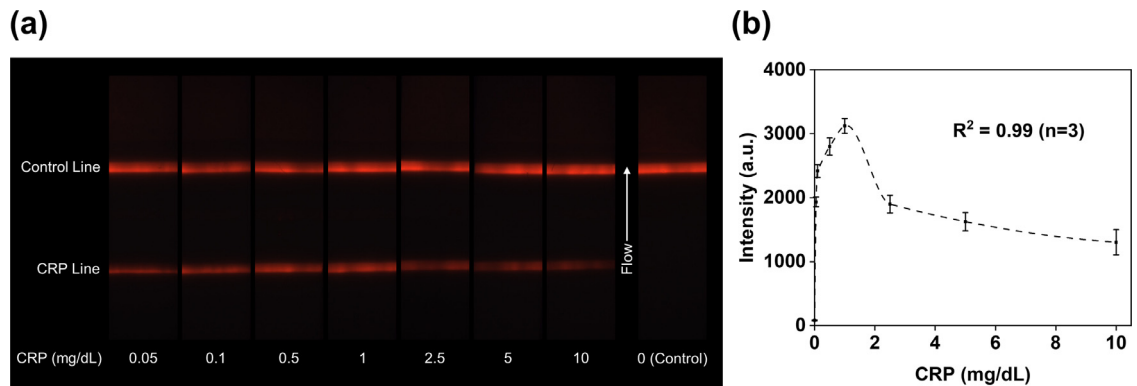 (a)
Control Line
CRP Line
Flow
CRP (mg/dL) 0.05 0.1 0.5 1 2.5 5 10 0 (Control)
(b)
4000
3000
2000
1000
0
Intensity (a.u.)
R² = 0.99 (n=3)
0 2 4 6 8 10
CRP (mg/dL)